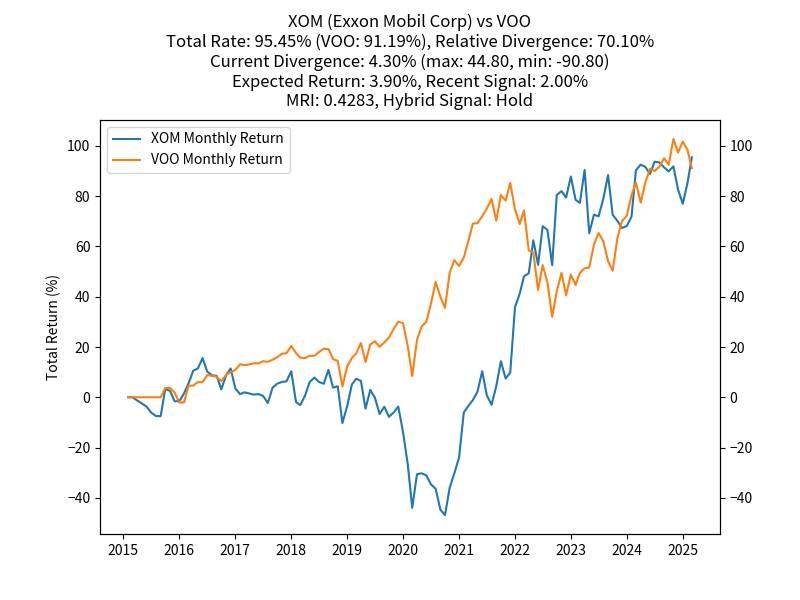 XOM (Exxon Mobil Corp) vs VOO
Total Rate: 95.45% (VOO: 91.19%), Relative Divergence: 70.10%
Current Divergence: 4.30% (max: 44.80, min: -90.80)
Expected Return: 3.90%, Recent Signal: 2.00%
MRI: 0.4283, Hybrid Signal: Hold
XOM Monthly Return
VOO Monthly Return
Total Return (%)
100
80
60
40
20
0
−20
−40
100
80
60
40
20
0
−20
−40
2015 2016 2017 2018 2019 2020 2021 2022 2023 2024 2025